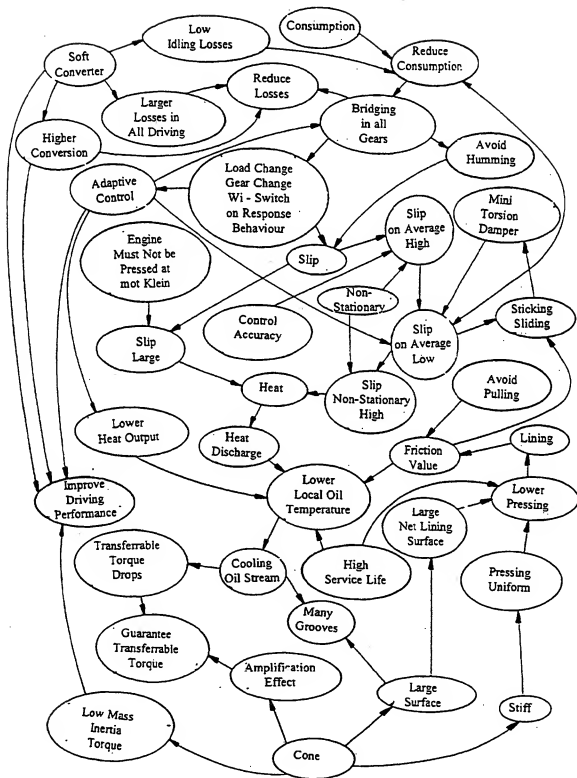 Low
Idling Losses
Consumption
Soft
Converter
Reduce
Consumption
Reduce
Losses
Larger
Losses in
All Driving
Bridging
in all
Gears
Higher
Conversion
Avoid
Humming
Adaptive
Control
Load Change
Gear Change
Wi - Switch
on Response
Behaviour
Mini
Torsion
Damper
Slip
on Average
High
Engine
Must Not be
Pressed at
mot Klein
Slip
Non-
Stationary
Sticking
Sliding
Control
Accuracy
Slip
on Average
Low
Slip
Large
Heat
Slip
Non-Stationary
High
Avoid
Pulling
Lower
Heat Output
Heat
Discharge
Friction
Value
Lining
Improve
Driving
Performance
Lower
Local Oil
Temperature
Large
Net Lining
Surface
Lower
Pressing
Transferrable
Torque
Drops
Cooling
Oil Stream
High
Service Life
Pressing
Uniform
Many
Grooves
Guarantee
Transferrable
Torque
Amplification
Effect
Large
Surface
Stiff
Low Mass
Inertia
Torque
Cone